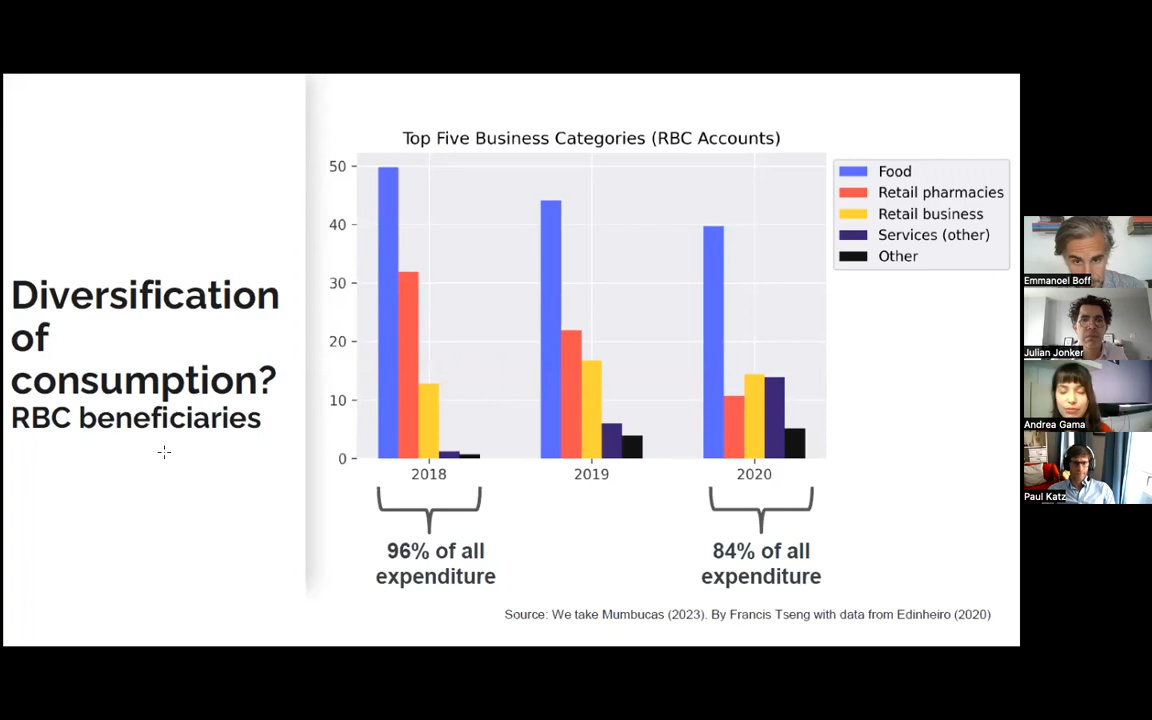 Diversification
of
consumption?
RBC beneficiaries
Top Five Business Categories (RBC Accounts)
50
40
30
20
10
0
2018
2019
2020
Food
Retail pharmacies
Retail business
Services (other)
Other
96% of all
expenditure
84% of all
expenditure
Source: We take Mumbucas (2023). By Francis Tseng with data from Edinheiro (2020)
Emmanoel Boff
Julian Jonker
Andrea Gama
Paul Katz